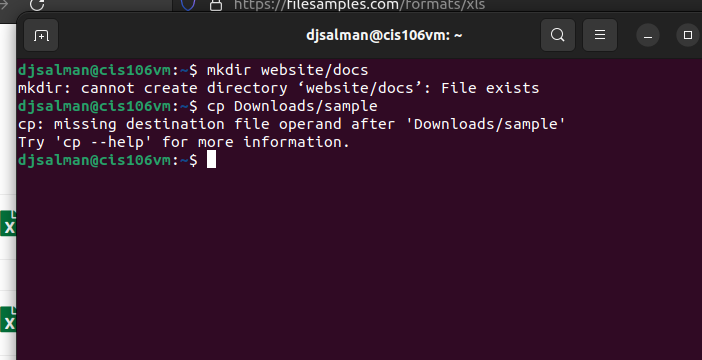 https://filesamples.com/formats/xls
djsalman@cis106vm: ~
djsalman@cis106vm:~$ mkdir website/docs
mkdir: cannot create directory ‘website/docs’: File exists
djsalman@cis106vm:~$ cp Downloads/sample
cp: missing destination file operand after 'Downloads/sample'
Try 'cp --help' for more information.
djsalman@cis106vm:~$
X
X